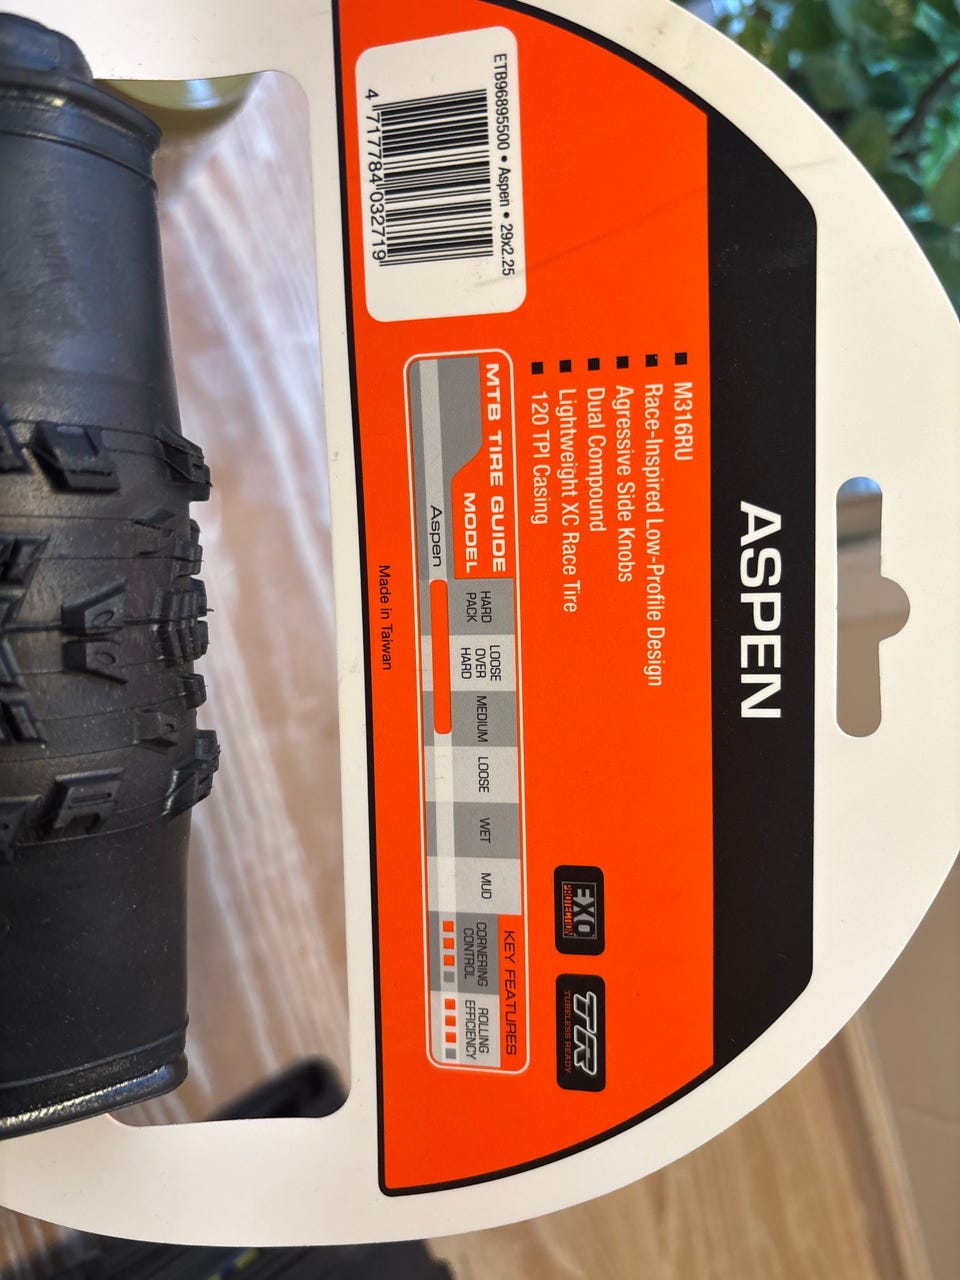 ASPEN
ETB96895500 • Aspen • 29x2.25
4 717784 032719
M316RU
Race-Inspired Low-Profile Design
Agressive Side Knobs
Dual Compound
Lightweight XC Race Tire
120 TPI Casing
EXO
PROTECTION
TR
TUBELESS READY
MTB TIRE GUIDE
MODEL
HARD
PACK
LOOSE
OVER
HARD
MEDIUM
LOOSE
WET
MUD
KEY FEATURES
CORNERING
CONTROL
ROLLING
EFFICIENCY
Aspen
Made in Taiwan